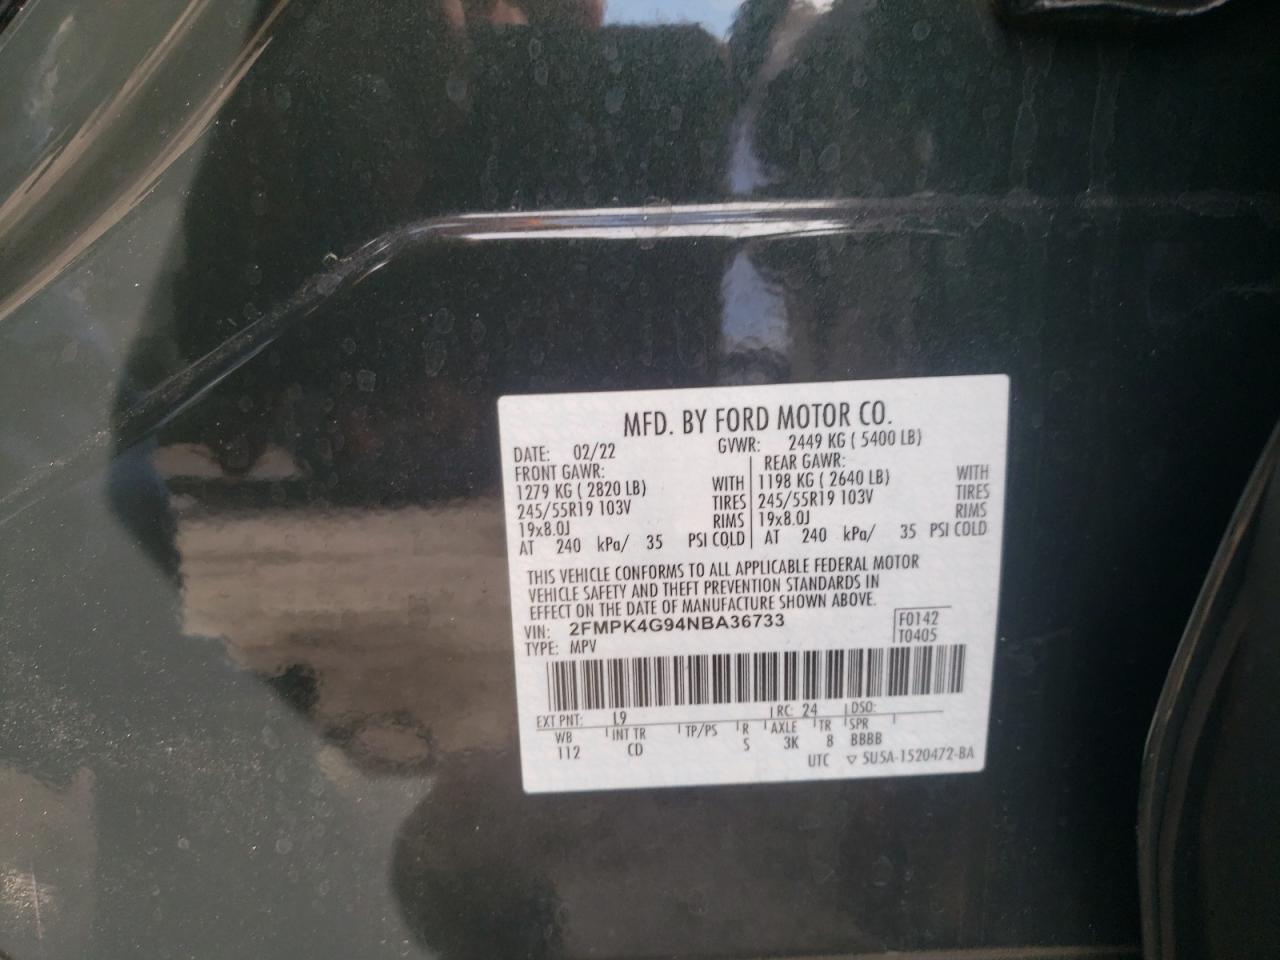 MFD. BY FORD MOTOR CO.
DATE: 02/22 GVWR: 2449 KG ( 5400 LB)
FRONT GAWR: REAR GAWR:
1279 KG ( 2820 LB) WITH 1198 KG ( 2640 LB) WITH
245/55R19 103V TIRES 245/55R19 103V TIRES
19x8.0J RIMS 19x8.0J RIMS
AT 240 kPa/ 35 PSI COLD AT 240 kPa/ 35 PSI COLD
THIS VEHICLE CONFORMS TO ALL APPLICABLE FEDERAL MOTOR
VEHICLE SAFETY AND THEFT PREVENTION STANDARDS IN
EFFECT ON THE DATE OF MANUFACTURE SHOWN ABOVE.
VIN: 2FMPK4G94NBA36733 F0142
TYPE: MPV T0405
EXT PNT: L9 RC: 24 DSO:
WB INT TR TP/PS R AXLE TR SPR
112 CD S 3K 8 BBBB
UTC ▽ 5U5A-1520472-BA